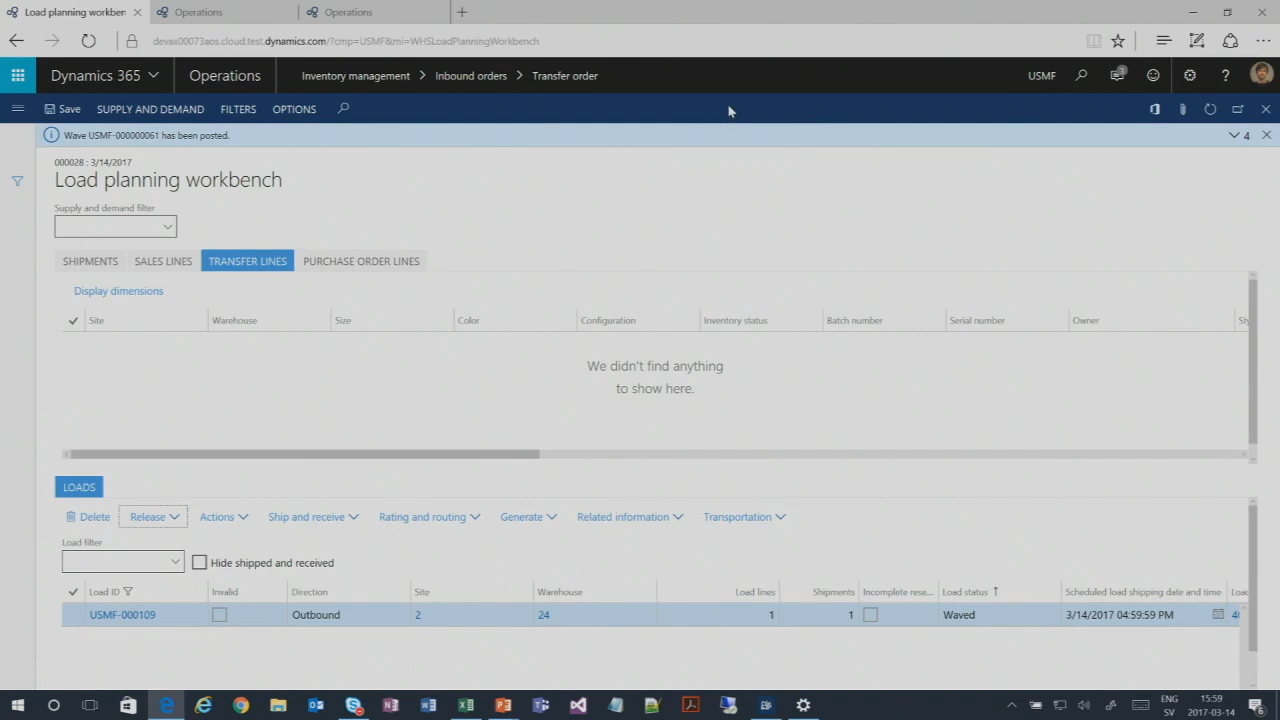 Load planning workben
Operations
Operations
devax00073aos.cloud.test.dynamics.com/?cmp=USMF&mi=WHSLoadPlanningWorkbench
Dynamics 365
Operations
Inventory management > Inbound orders > Transfer order
USMF
3
?
Save
SUPPLY AND DEMAND
FILTERS
OPTIONS
Wave USMF-000000061 has been posted.
4
000028 : 3/14/2017
Load planning workbench
Supply and demand filter
SHIPMENTS
SALES LINES
TRANSFER LINES
PURCHASE ORDER LINES
Display dimensions
Site Warehouse Size Color Configuration Inventory status Batch number Serial number Owner Sty
We didn't find anything
to show here.
LOADS
Delete
Release
Actions
Ship and receive
Rating and routing
Generate
Related information
Transportation
Load filter
Hide shipped and received
Load ID Invalid Direction Site Warehouse Load lines Shipments Incomplete rese... Load status Scheduled load shipping date and time Load
USMF-000109 Outbound 2 24 1 1 Waved 3/14/2017 04:59:59 PM 40
ENG 15:59
SV 2017-03-14
6